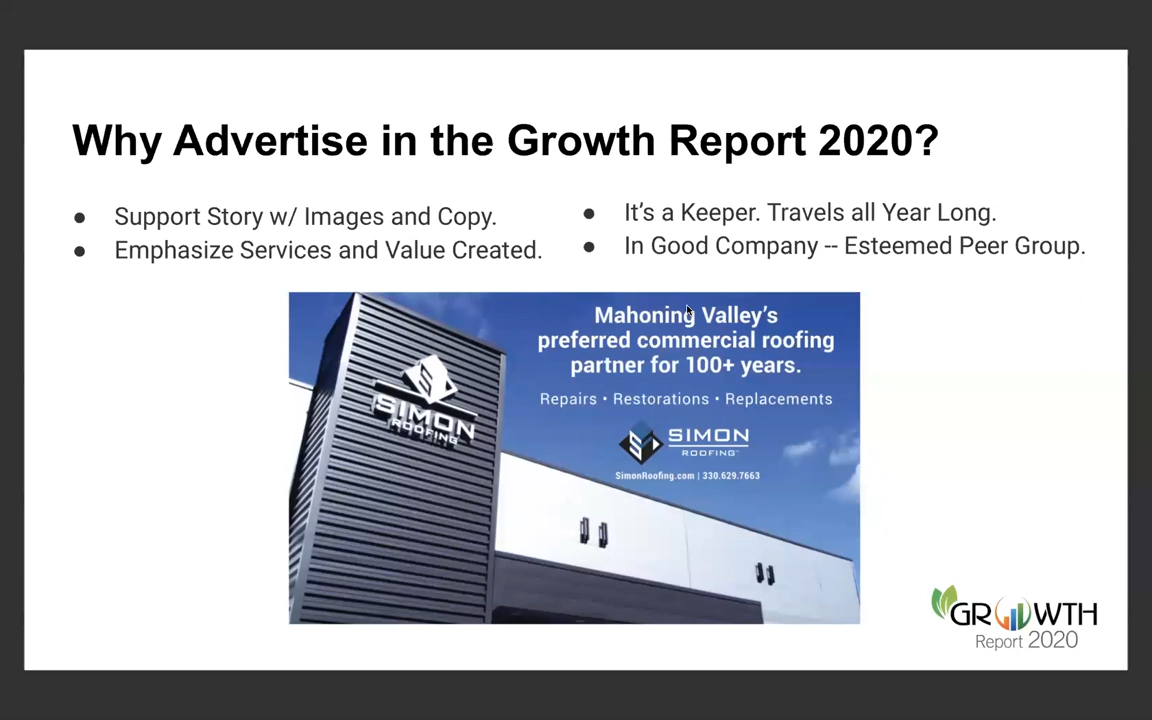 Why Advertise in the Growth Report 2020?
● Support Story w/ Images and Copy.
● Emphasize Services and Value Created.
● It’s a Keeper. Travels all Year Long.
● In Good Company -- Esteemed Peer Group.
Mahoning Valley’s
preferred commercial roofing
partner for 100+ years.
Repairs • Restorations • Replacements
SIMON
ROOFING™
SimonRoofing.com | 330.629.7663
SIMON
ROOFING
GROWTH
Report 2020